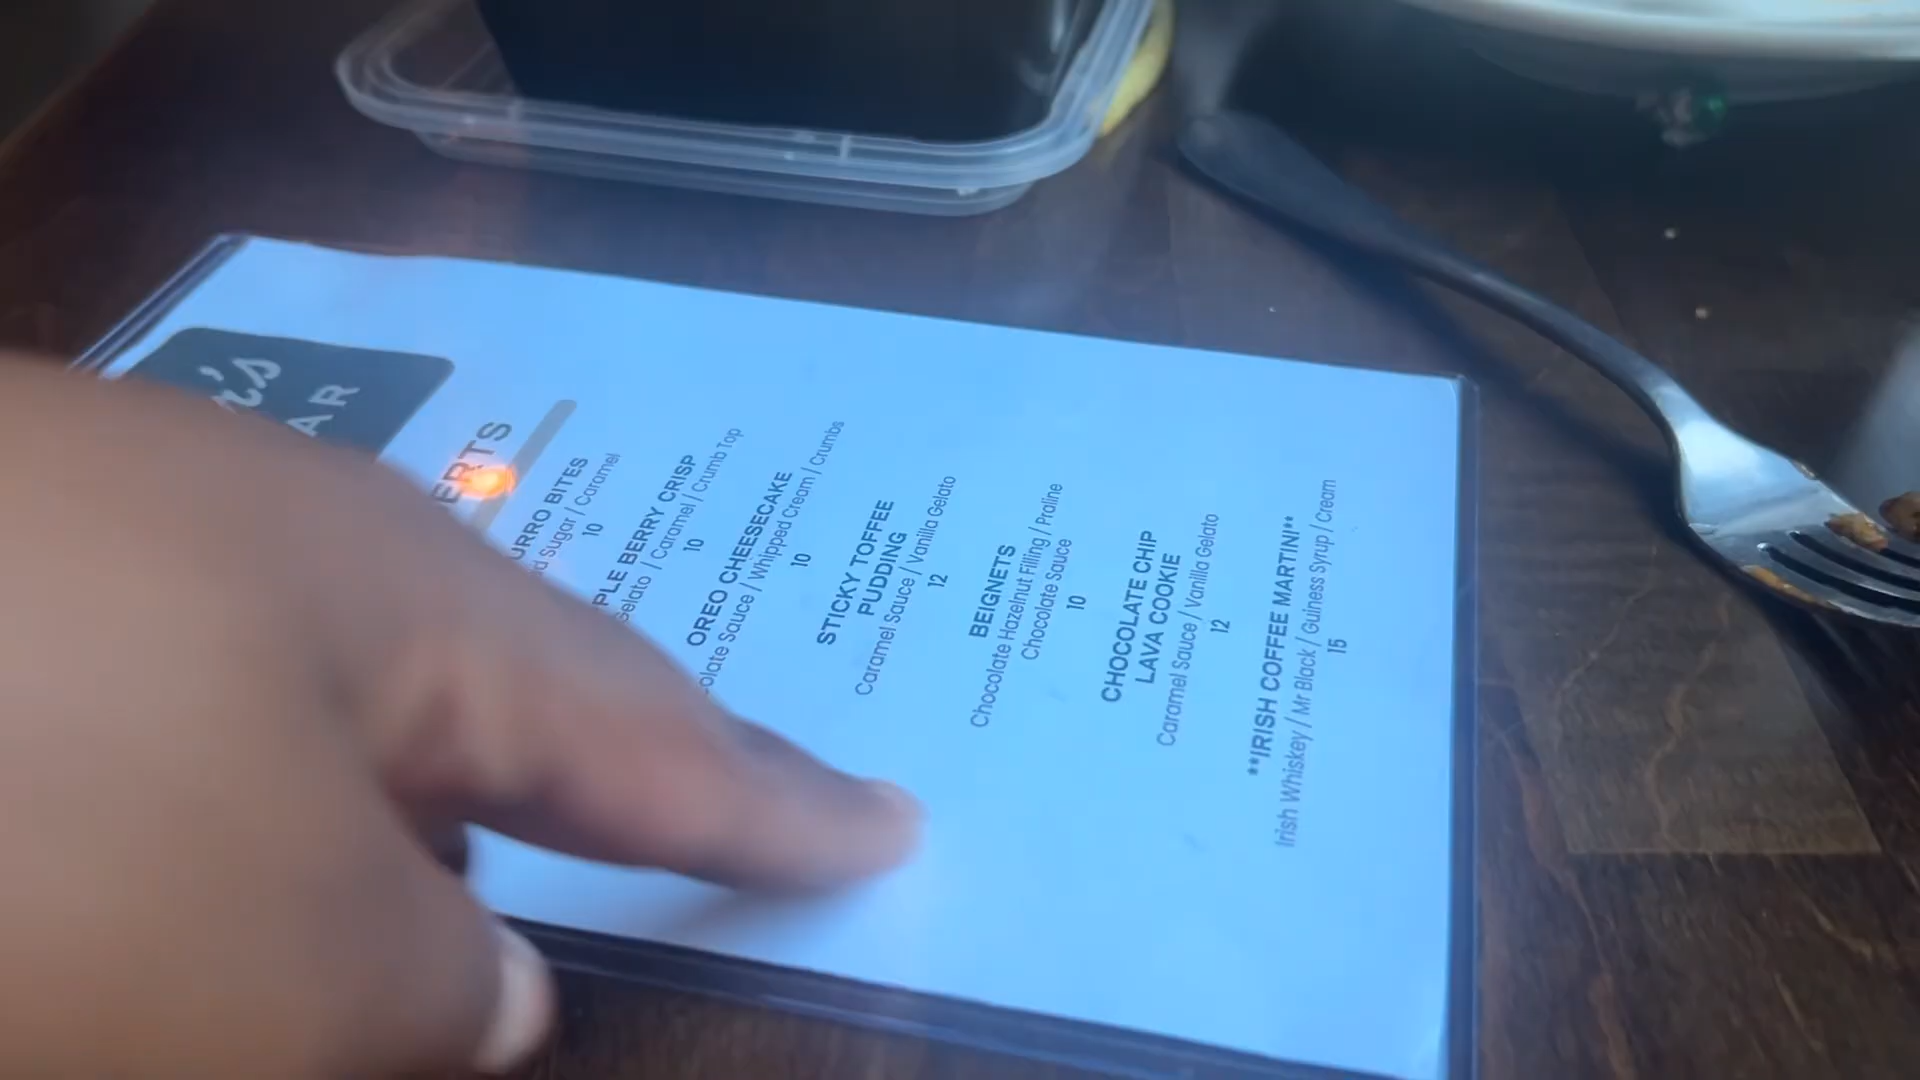 's
AR
ERTS
URRO BITES
d Sugar / Caramel
10
PLE BERRY CRISP
Gelato / Caramel / Crumb Top
10
OREO CHEESECAKE
olate Sauce / Whipped Cream / Crumbs
10
STICKY TOFFEE
PUDDING
Caramel Sauce / Vanilla Gelato
12
BEIGNETS
Chocolate Hazelnut Filling / Praline
Chocolate Sauce
10
CHOCOLATE CHIP
LAVA COOKIE
Caramel Sauce / Vanilla Gelato
12
**IRISH COFFEE MARTINI**
Irish Whiskey / Mr Black / Guiness Syrup / Cream
15